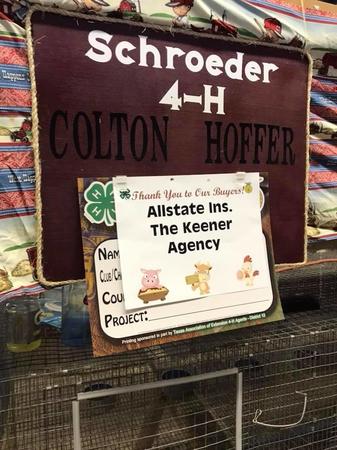 Schroeder
4-H
COLTON HOFFER
Thank You to Our Buyers!
Allstate Ins.
The Keener
Agency
NAM
CLUB/CH
COU
PROJECT:
Printing sponsored in part by Texas Association of Extension 4-H Agents - District 10